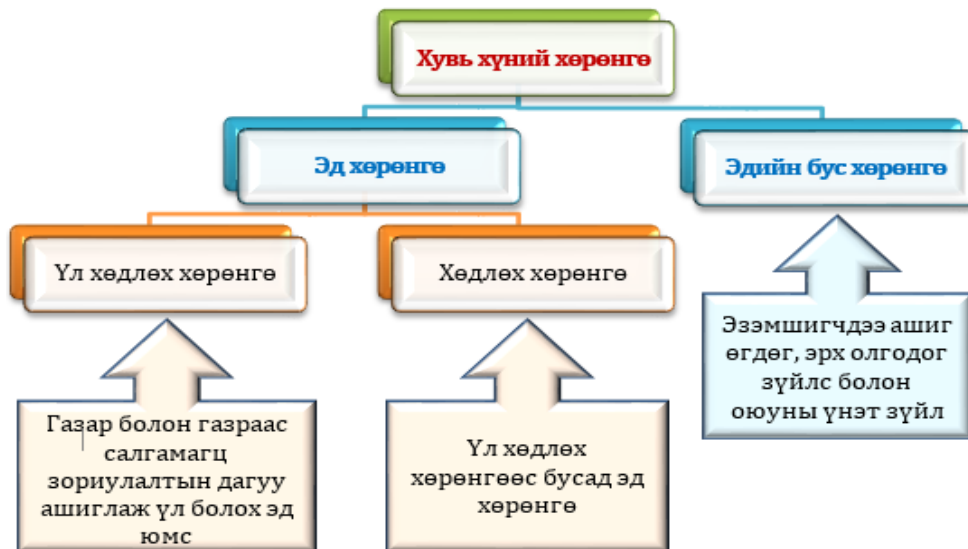 Хувь хүний хөрөнгө
Эд хөрөнгө
Эдийн бус хөрөнгө
Үл хөдлөх хөрөнгө
Хөдлөх хөрөнгө
Газар болон газраас
салгамагц
зориулалтын дагуу
ашиглаж үл болох эд
юмс
Үл хөдлөх
хөрөнгөөс бусад эд
хөрөнгө
Эзэмшигчдээ ашиг
өгдөг, эрх олгодог
зүйлс болон
оюуны үнэт зүйл